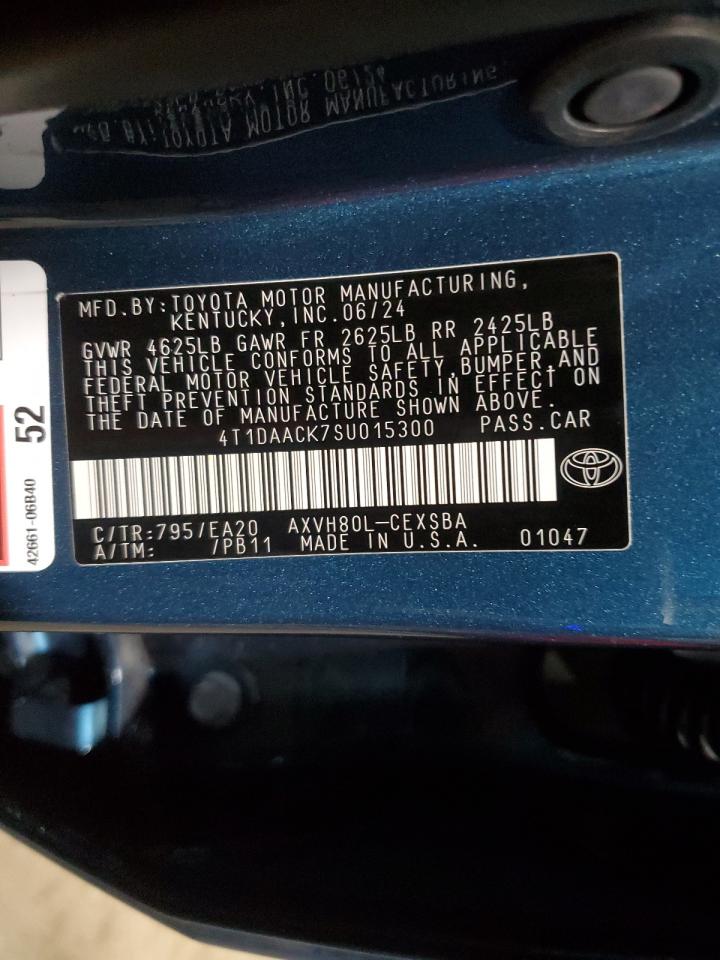 MFD.BY:TOYOTA MOTOR MANUFACTURING,
KENTUCKY,INC.06/24
GVWR 4625LB GAWR FR 2625LB RR 2425LB
THIS VEHICLE CONFORMS TO ALL APPLICABLE
FEDERAL MOTOR VEHICLE SAFETY,BUMPER,AND
THEFT PREVENTION STANDARDS IN EFFECT ON
THE DATE OF MANUFACTURE SHOWN ABOVE.
4T1DAACK7SU015300 PASS.CAR
C/TR:795/EA20 AXVH80L-CEXSBA
A/TM: /PB11 MADE IN U.S.A. 01047
52
42661-06B40